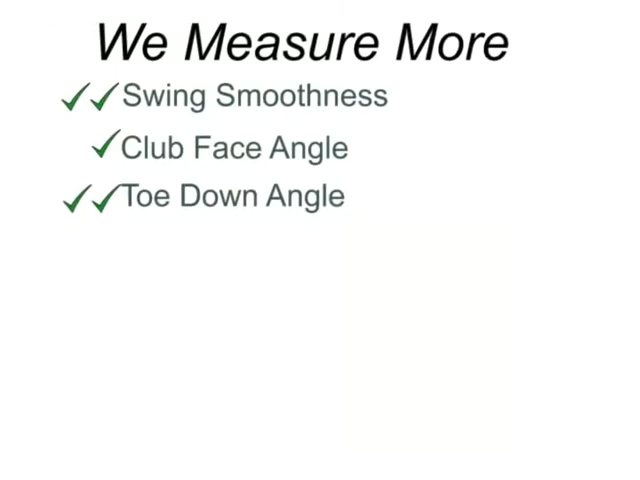 We Measure More
✓✓Swing Smoothness
✓Club Face Angle
✓✓Toe Down Angle